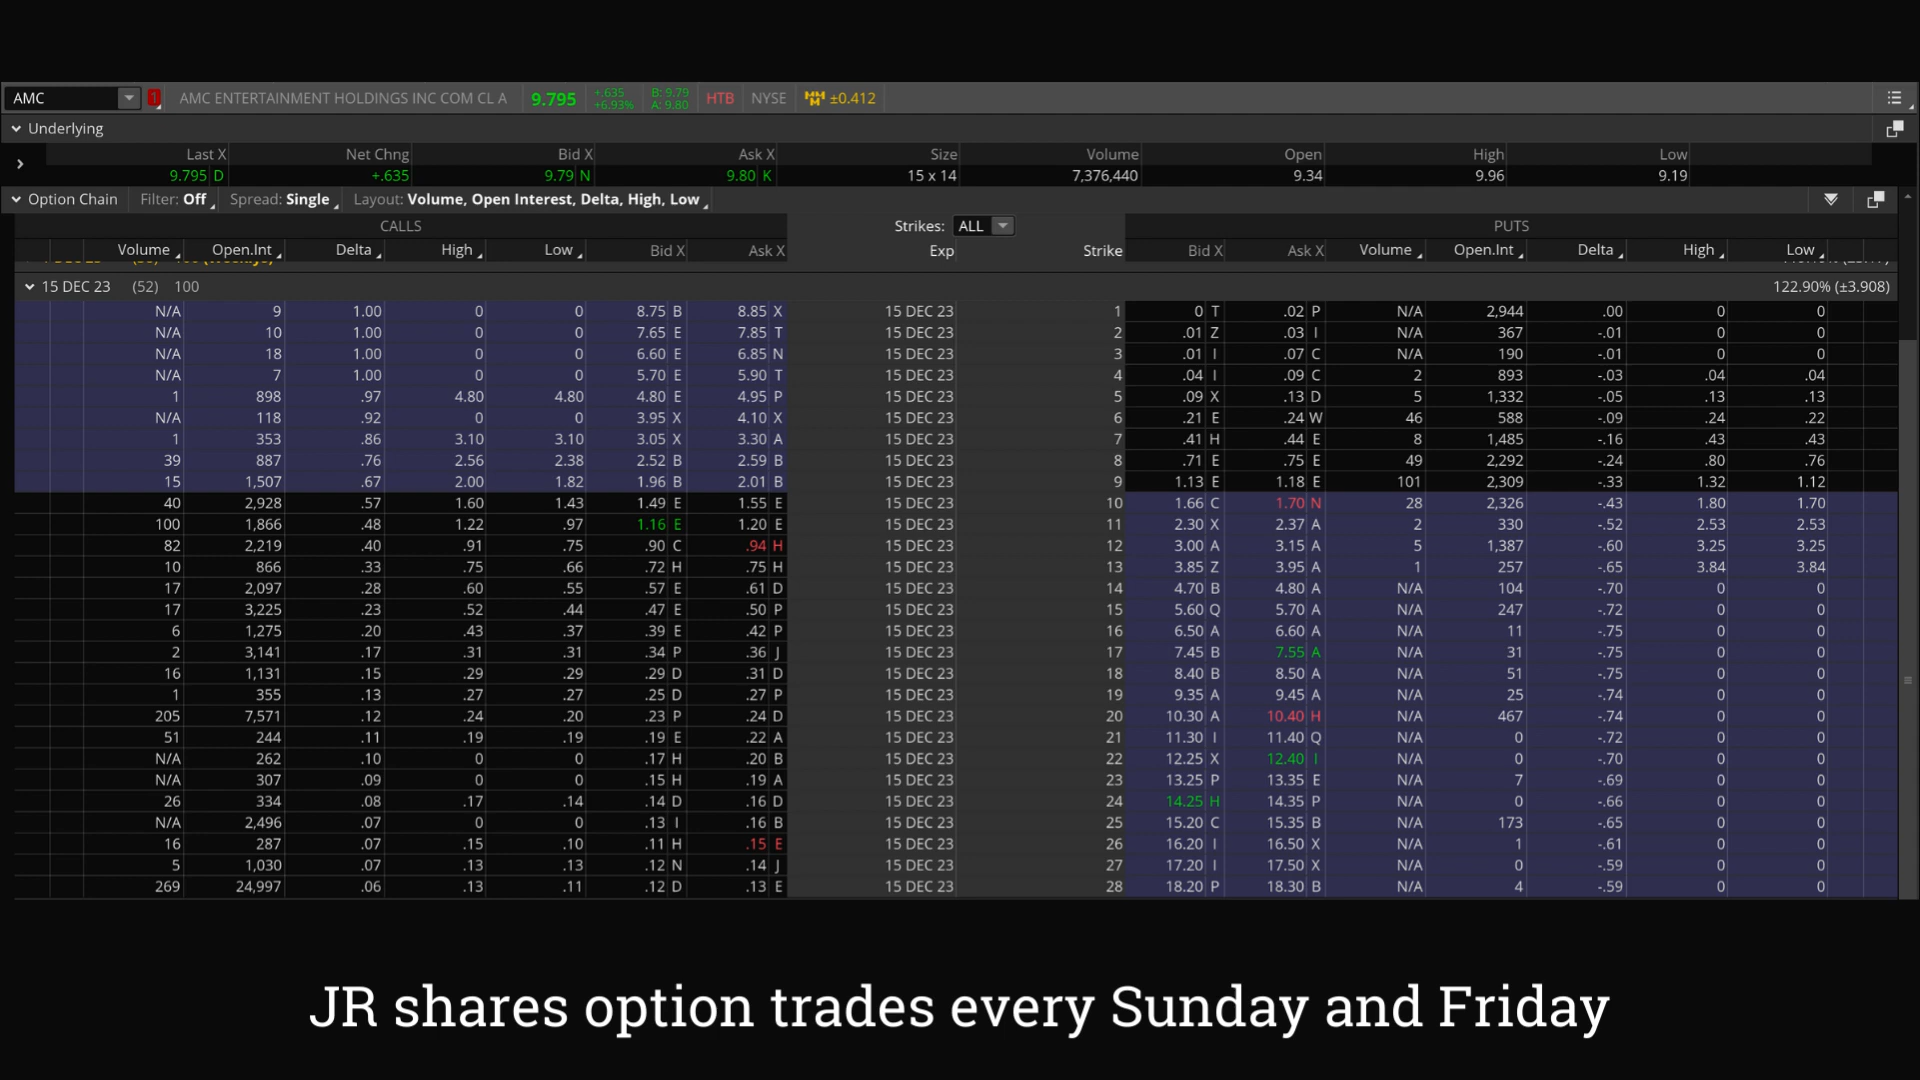 AMC 1 AMC ENTERTAINMENT HOLDINGS INC COM CL A 9.795 +.635 +6.93% B: 9.79 A: 9.80 HTB NYSE ±0.412
Underlying
Last X Net Chng Bid X Ask X Size Volume Open High Low
9.795 D +.635 9.79 N 9.80 K 15 x 14 7,376,440 9.34 9.96 9.19
Option Chain Filter: Off Spread: Single Layout: Volume, Open Interest, Delta, High, Low
CALLS Strikes: ALL PUTS
Volume Open.Int Delta High Low Bid X Ask X Exp Strike Bid X Ask X Volume Open.Int Delta High Low
15 DEC 23 (52) 100 122.90% (±3.908)
N/A 9 1.00 0 0 8.75 B 8.85 X 15 DEC 23 1 0 T .02 P N/A 2,944 .00 0 0
N/A 10 1.00 0 0 7.65 E 7.85 T 15 DEC 23 2 .01 Z .03 I N/A 367 -.01 0 0
N/A 18 1.00 0 0 6.60 E 6.85 N 15 DEC 23 3 .01 I .07 C N/A 190 -.01 0 0
N/A 7 1.00 0 0 5.70 E 5.90 T 15 DEC 23 4 .04 I .09 C 2 893 -.03 .04 .04
1 898 .97 4.80 4.80 4.80 E 4.95 P 15 DEC 23 5 .09 X .13 D 5 1,332 -.05 .13 .13
N/A 118 .92 0 0 3.95 X 4.10 X 15 DEC 23 6 .21 E .24 W 46 588 -.09 .24 .22
1 353 .86 3.10 3.10 3.05 X 3.30 A 15 DEC 23 7 .41 H .44 E 8 1,485 -.16 .43 .43
39 887 .76 2.56 2.38 2.52 B 2.59 B 15 DEC 23 8 .71 E .75 E 49 2,292 -.24 .80 .76
15 1,507 .67 2.00 1.82 1.96 B 2.01 B 15 DEC 23 9 1.13 E 1.18 E 101 2,309 -.33 1.32 1.12
40 2,928 .57 1.60 1.43 1.49 E 1.55 E 15 DEC 23 10 1.66 C 1.70 N 28 2,326 -.43 1.80 1.70
100 1,866 .48 1.22 .97 1.16 E 1.20 E 15 DEC 23 11 2.30 X 2.37 A 2 330 -.52 2.53 2.53
82 2,219 .40 .91 .75 .90 C .94 H 15 DEC 23 12 3.00 A 3.15 A 5 1,387 -.60 3.25 3.25
10 866 .33 .75 .66 .72 H .75 H 15 DEC 23 13 3.85 Z 3.95 A 1 257 -.65 3.84 3.84
17 2,097 .28 .60 .55 .57 E .61 D 15 DEC 23 14 4.70 B 4.80 A N/A 104 -.70 0 0
17 3,225 .23 .52 .44 .47 E .50 P 15 DEC 23 15 5.60 Q 5.70 A N/A 247 -.72 0 0
6 1,275 .20 .43 .37 .39 E .42 P 15 DEC 23 16 6.50 A 6.60 A N/A 11 -.75 0 0
2 3,141 .17 .31 .31 .34 P .36 J 15 DEC 23 17 7.45 B 7.55 A N/A 31 -.75 0 0
16 1,131 .15 .29 .29 .29 D .31 D 15 DEC 23 18 8.40 B 8.50 A N/A 51 -.75 0 0
1 355 .13 .27 .27 .25 D .27 P 15 DEC 23 19 9.35 A 9.45 A N/A 25 -.74 0 0
205 7,571 .12 .24 .20 .23 P .24 D 15 DEC 23 20 10.30 A 10.40 H N/A 467 -.74 0 0
51 244 .11 .19 .19 .19 E .22 A 15 DEC 23 21 11.30 I 11.40 Q N/A 0 -.72 0 0
N/A 262 .10 0 0 .17 H .20 B 15 DEC 23 22 12.25 X 12.40 I N/A 0 -.70 0 0
N/A 307 .09 0 0 .15 H .19 A 15 DEC 23 23 13.25 P 13.35 E N/A 7 -.69 0 0
26 334 .08 .17 .14 .14 D .16 D 15 DEC 23 24 14.25 H 14.35 P N/A 0 -.66 0 0
N/A 2,496 .07 0 0 .13 I .16 B 15 DEC 23 25 15.20 C 15.35 B N/A 173 -.65 0 0
16 287 .07 .15 .10 .11 H .15 E 15 DEC 23 26 16.20 I 16.50 X N/A 1 -.61 0 0
5 1,030 .07 .13 .13 .12 N .14 J 15 DEC 23 27 17.20 I 17.50 X N/A 0 -.59 0 0
269 24,997 .06 .13 .11 .12 D .13 E 15 DEC 23 28 18.20 P 18.30 B N/A 4 -.59 0 0
JR shares option trades every Sunday and Friday